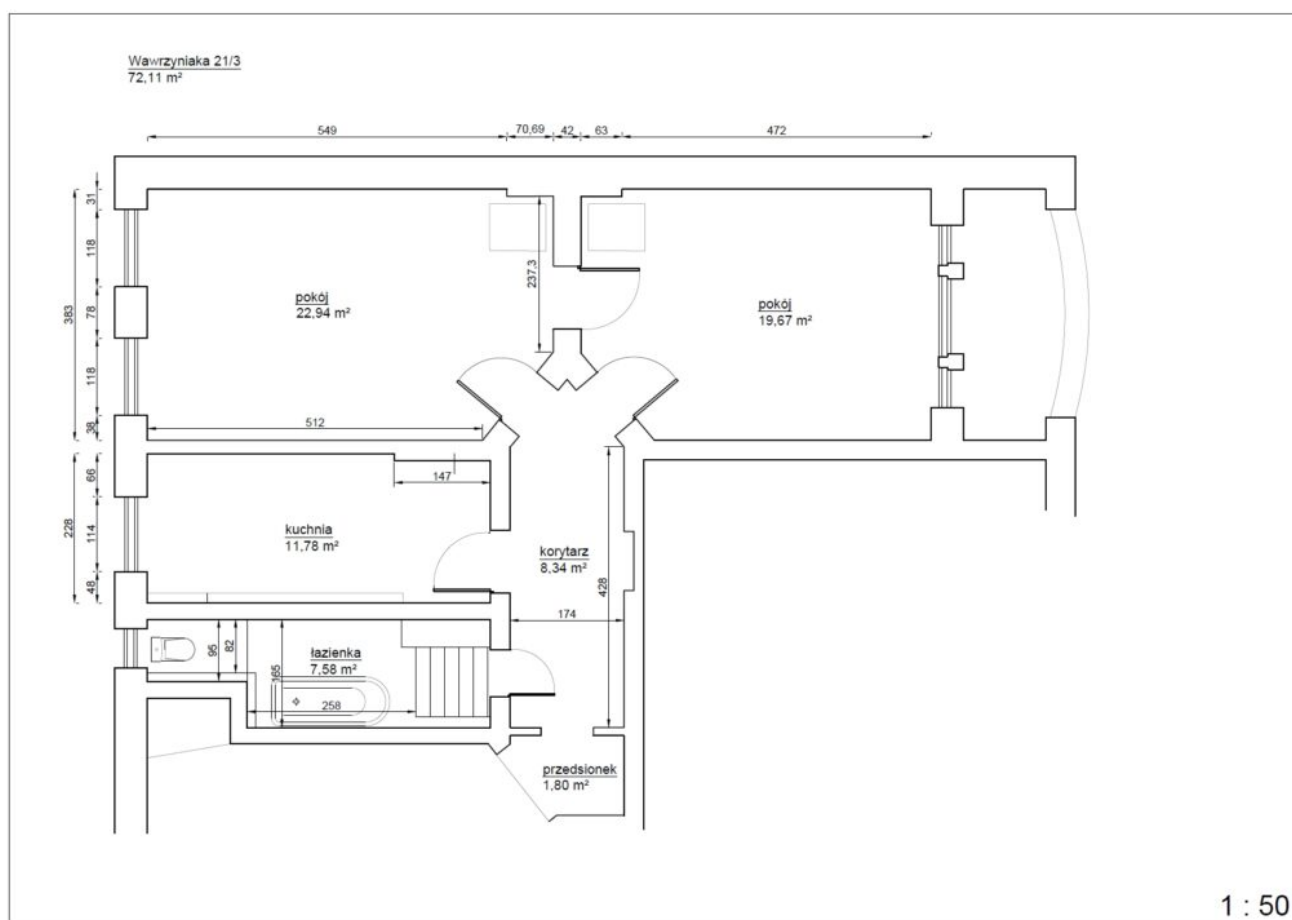 Wawrzyniaka 21/3
72,11 m²
549
70,69
42
63
472
31
118
78
118
38
383
237,3
pokój
22,94 m²
pokój
19,67 m²
512
66
114
48
228
147
kuchnia
11,78 m²
korytarz
8,34 m²
428
174
95
82
165
łazienka
7,58 m²
258
przedsionek
1,80 m²
1 : 50